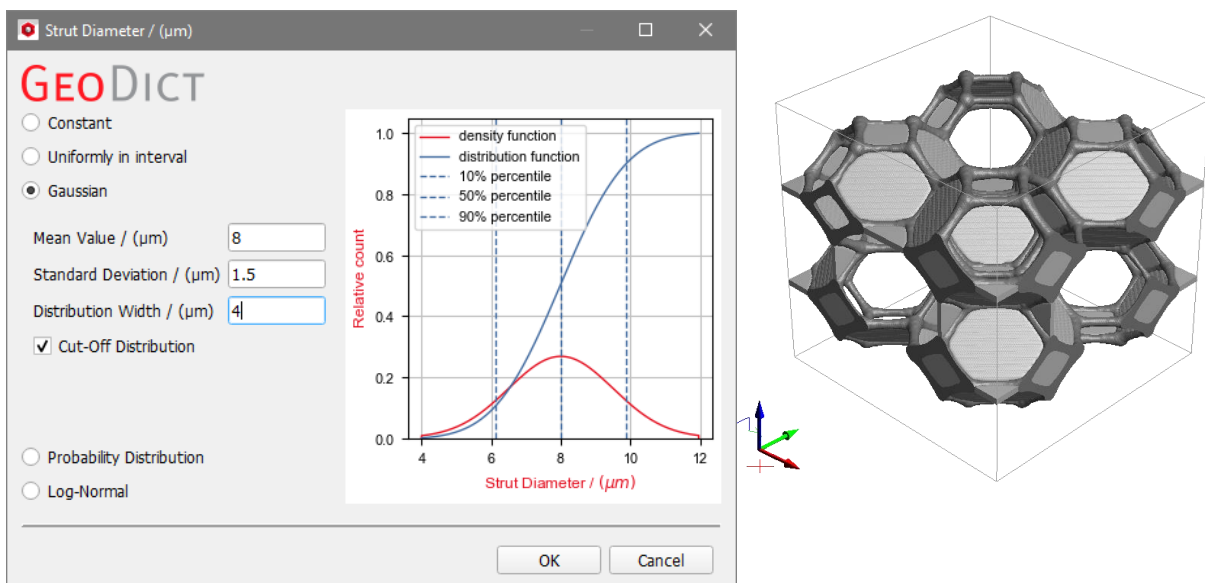 Strut Diameter / (µm)
GEODICT
Constant
Uniformly in interval
Gaussian
Mean Value / (µm) 8
Standard Deviation / (µm) 1.5
Distribution Width / (µm) 4
Cut-Off Distribution
Probability Distribution
Log-Normal
density function
distribution function
10% percentile
50% percentile
90% percentile
Relative count
1.0
0.8
0.6
0.4
0.2
0.0
4 6 8 10 12
Strut Diameter / (µm)
OK Cancel